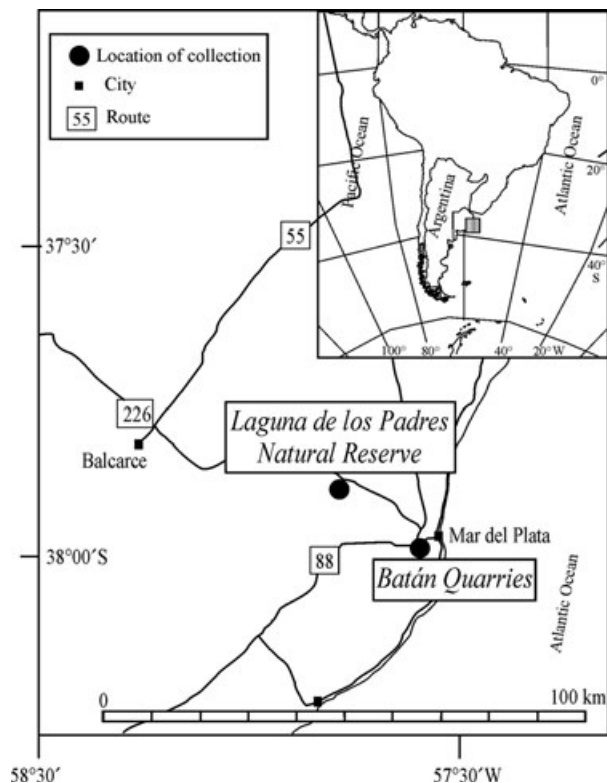 Location of collection
City
55 Route
0°
20°
40°
S
100° 80° 40° 20° W
Pacific Ocean
Argentina
Atlantic Ocean
37°30'
55
226
Balcarce
Laguna de los Padres
Natural Reserve
Mar del Plata
38°00'S
88
Batán Quarries
Atlantic Ocean
0 100 km
58°30' 57°30'W